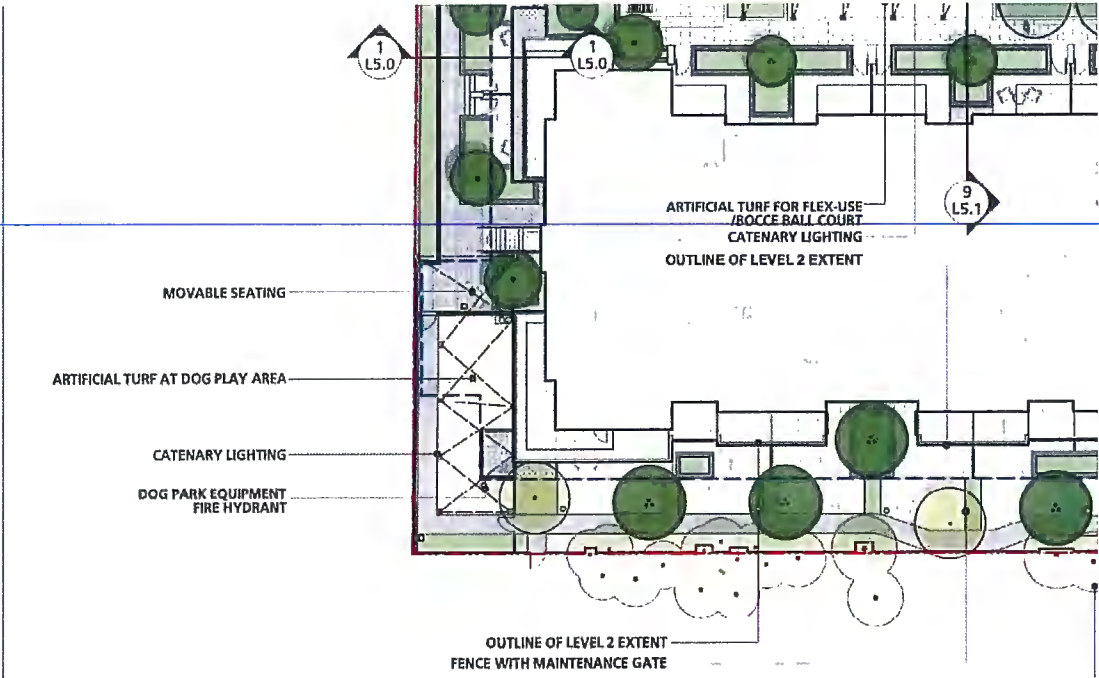 1
L5.0
1
L5.0
ARTIFICIAL TURF FOR FLEX-USE
/BOCCE BALL COURT
CATENARY LIGHTING
OUTLINE OF LEVEL 2 EXTENT
9
L5.1
MOVABLE SEATING
ARTIFICIAL TURF AT DOG PLAY AREA
CATENARY LIGHTING
DOG PARK EQUIPMENT
FIRE HYDRANT
OUTLINE OF LEVEL 2 EXTENT
FENCE WITH MAINTENANCE GATE